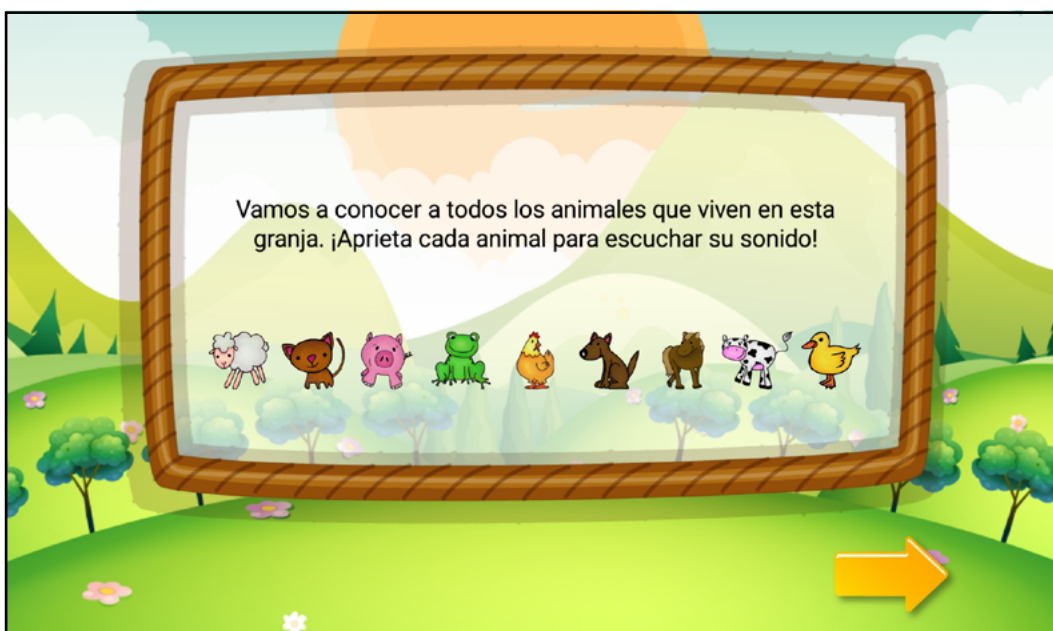 Vamos a conocer a todos los animales que viven en esta
granja. ¡Aprieta cada animal para escuchar su sonido!